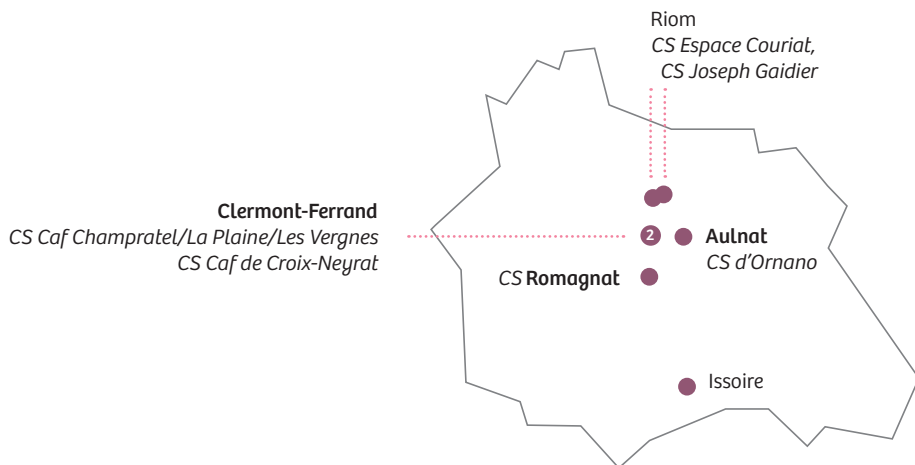 Riom
CS Espace Couriat,
CS Joseph Gaidier
Clermont-Ferrand
CS Caf Champratel/La Plaine/Les Vergnes
CS Caf de Croix-Neyrat
2
Aulnat
CS d’Ornano
CS Romagnat
Issoire